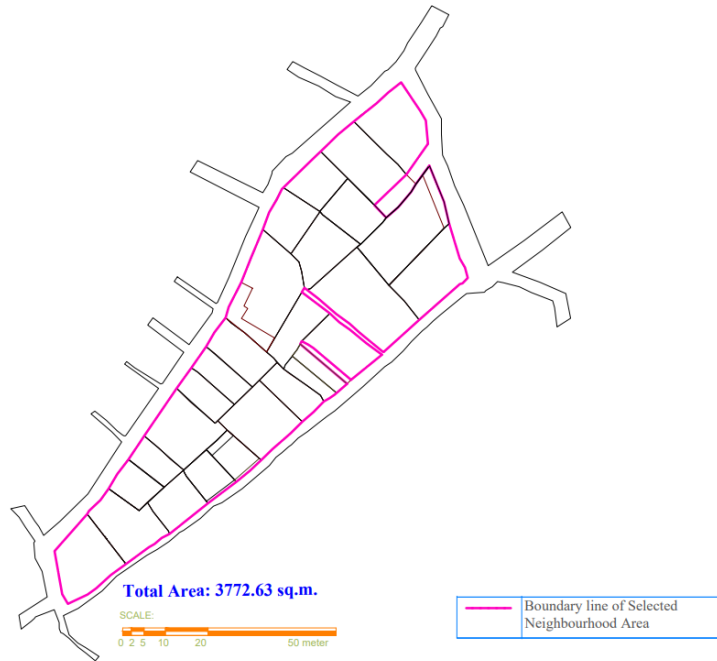 Total Area: 3772.63 sq.m.
SCALE:
0 2 5 10 20 50 meter
Boundary line of Selected
Neighbourhood Area